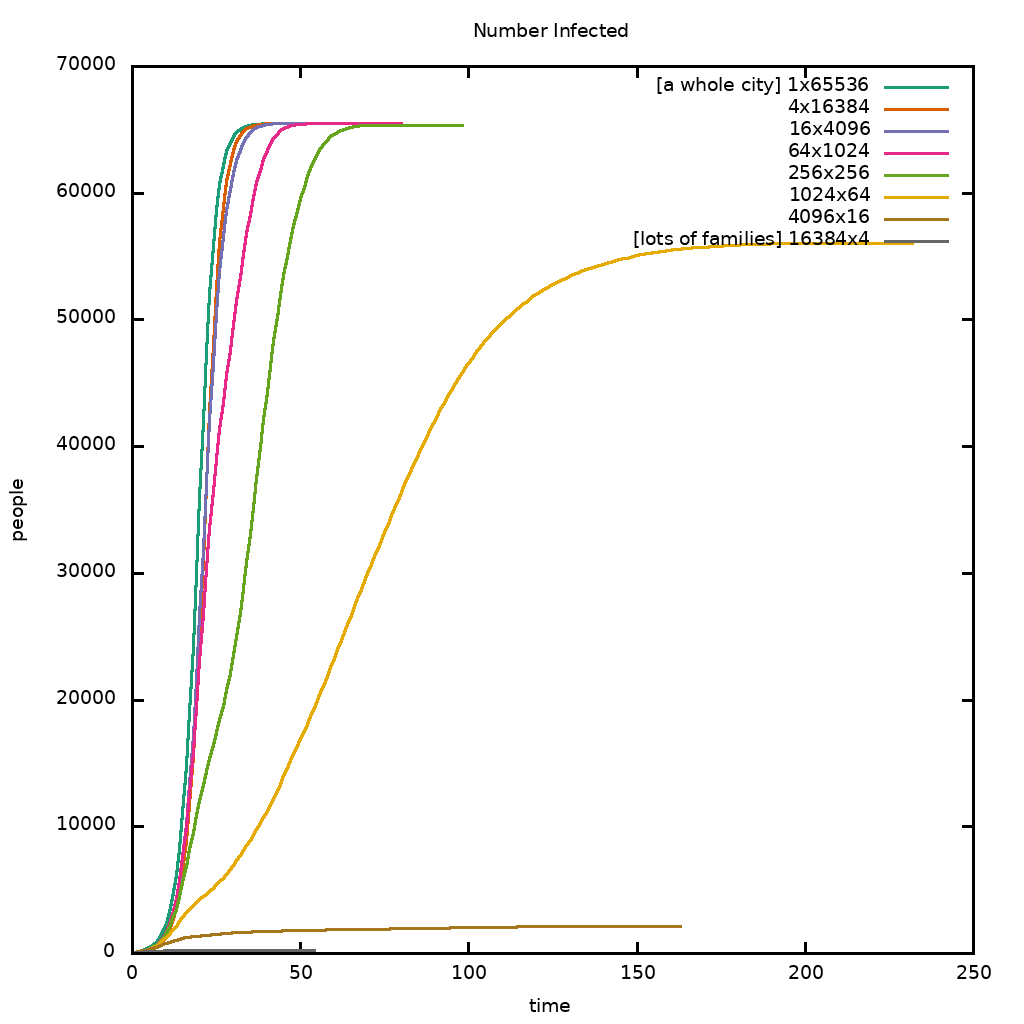 Number Infected
70000
60000
50000
40000
30000
20000
10000
0
people
[a whole city] 1x65536
4x16384
16x4096
64x1024
256x256
1024x64
4096x16
[lots of families] 16384x4
0
50
100
150
200
250
time